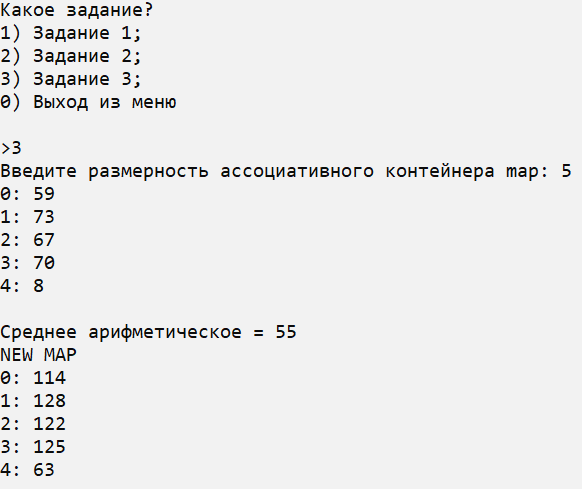 Какое задание?
1) Задание 1;
2) Задание 2;
3) Задание 3;
0) Выход из меню
>3
Введите размерность ассоциативного контейнера map: 5
0: 59
1: 73
2: 67
3: 70
4: 8
Среднее арифметическое = 55
NEW MAP
0: 114
1: 128
2: 122
3: 125
4: 63